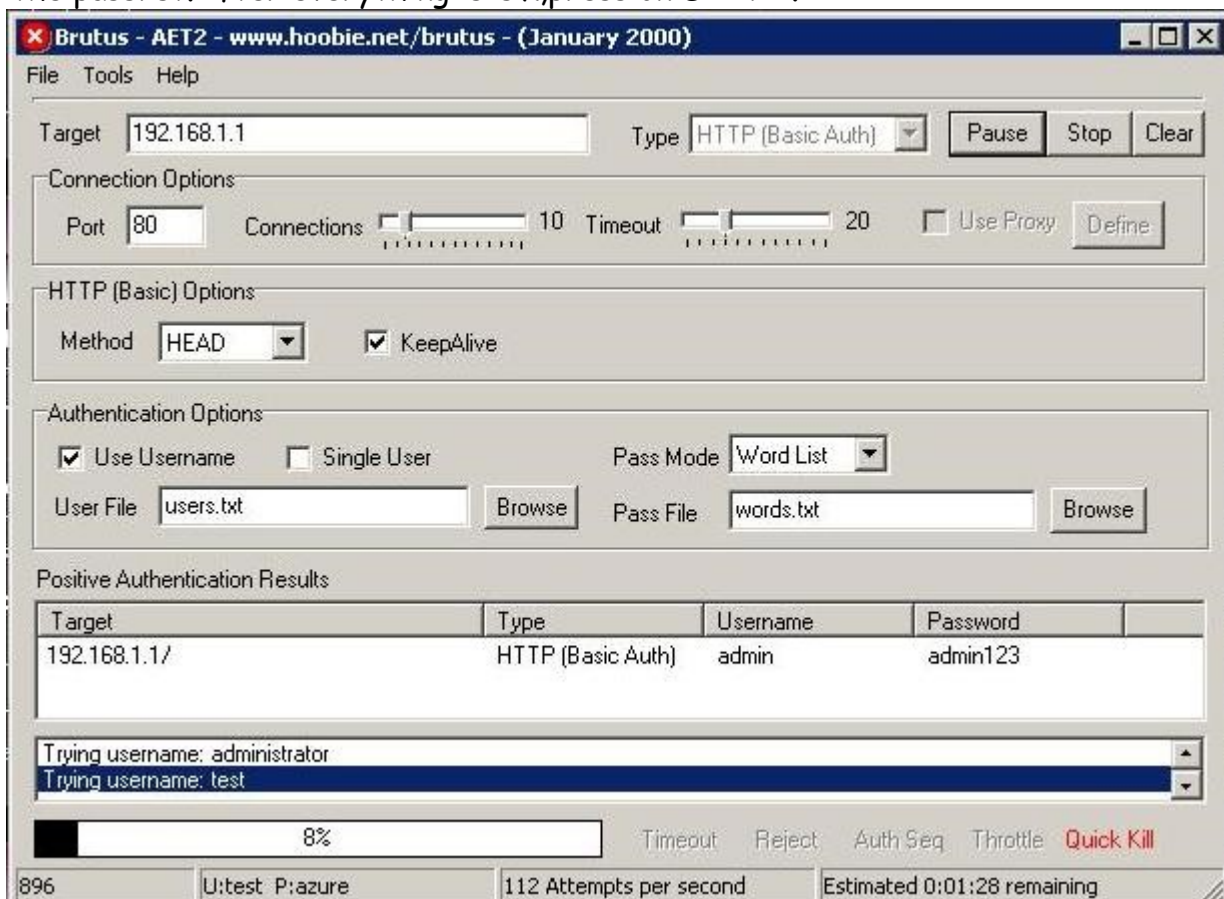 Brutus - AET2 - www.hoobie.net/brutus - (January 2000)
File Tools Help
Target 192.168.1.1 Type HTTP (Basic Auth) Pause Stop Clear
Connection Options
Port 80 Connections 10 Timeout 20 Use Proxy Define
HTTP (Basic) Options
Method HEAD KeepAlive
Authentication Options
Use Username Single User Pass Mode Word List
User File users.txt Browse Pass File words.txt Browse
Positive Authentication Results
Target Type Username Password
192.168.1.1/ HTTP (Basic Auth) admin admin123
Trying username: administrator
Trying username: test
8% Timeout Reject Auth Seq Throttle Quick Kill
896 U:test P:azure 112 Attempts per second Estimated 0:01:28 remaining